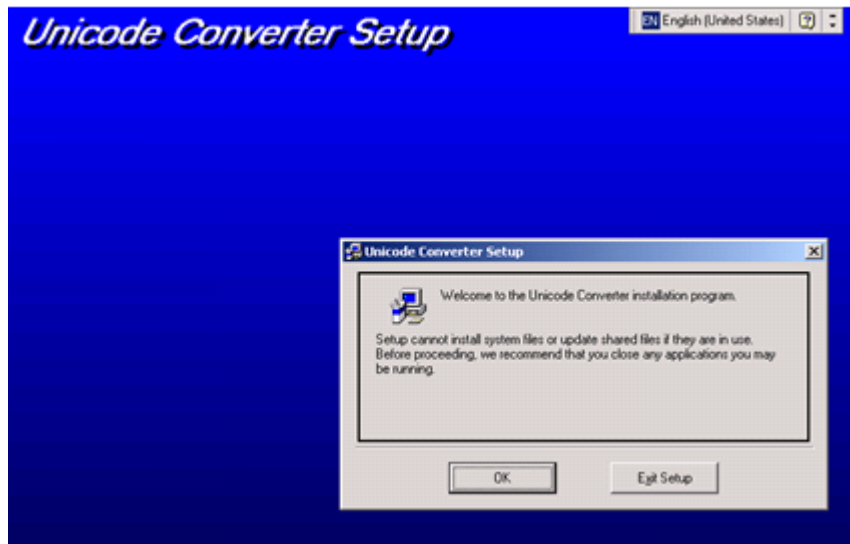 Unicode Converter Setup
EN English (United States)
Unicode Converter Setup
Welcome to the Unicode Converter installation program.
Setup cannot install system files or update shared files if they are in use.
Before proceeding, we recommend that you close any applications you may
be running.
OK
Exit Setup